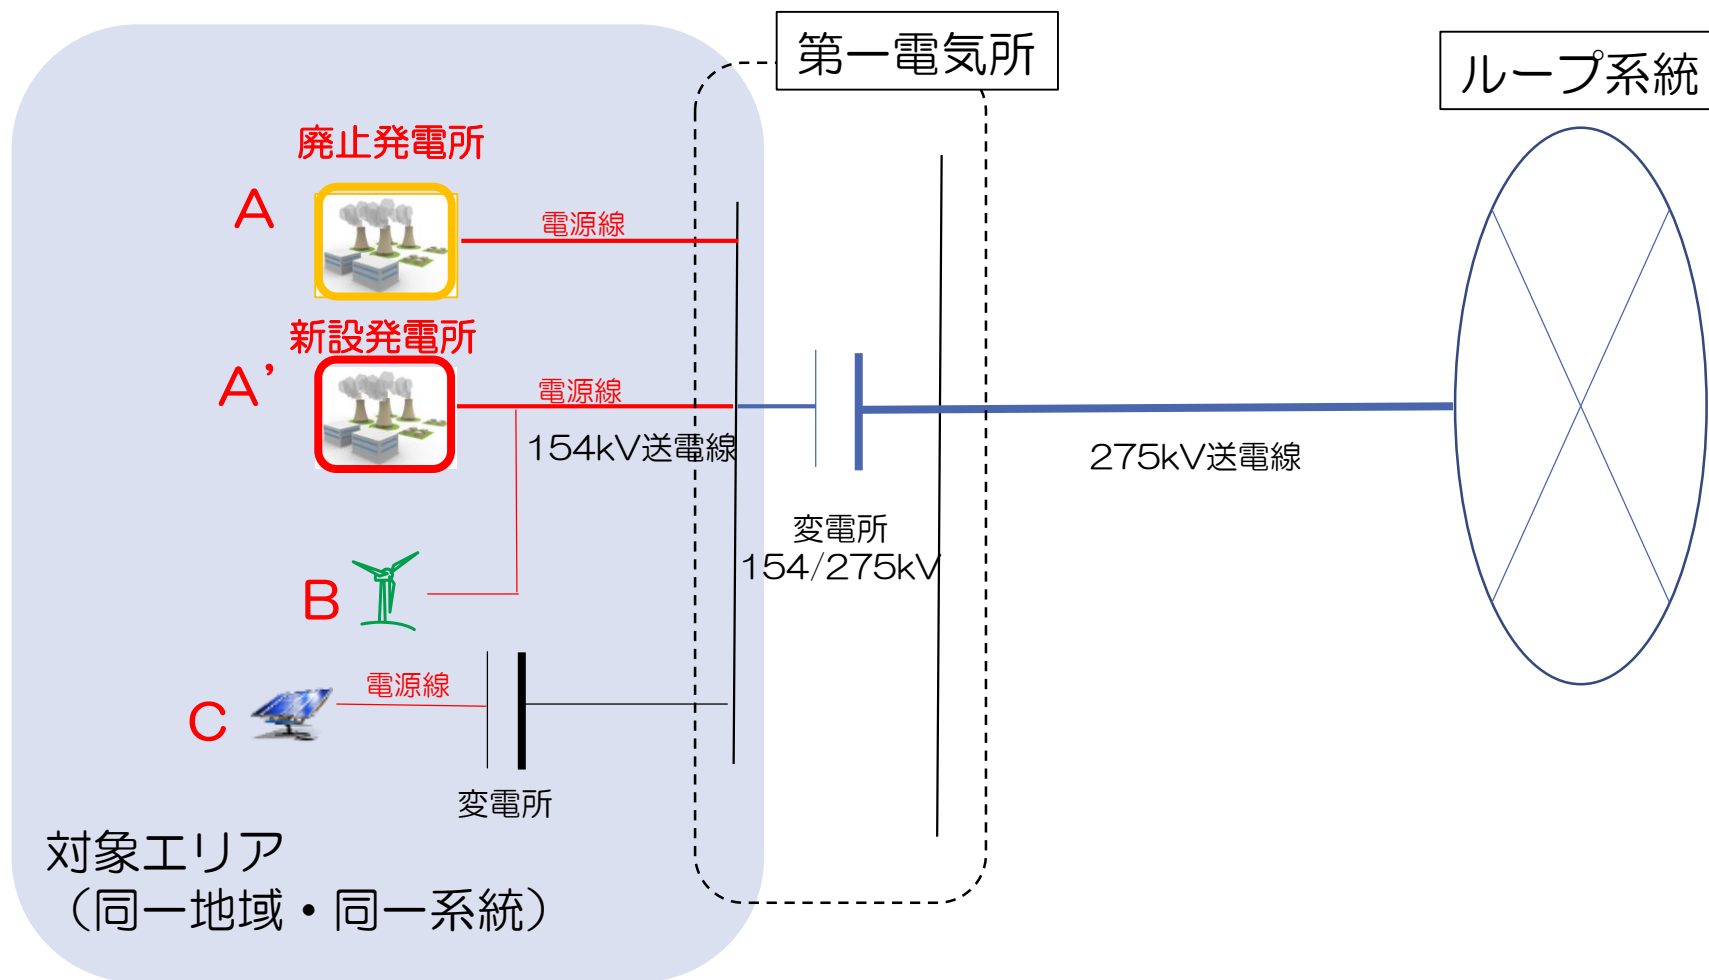 第一電気所
ループ系統
廃止発電所
A
電源線
新設発電所
A’
電源線
154kV送電線
275kV送電線
変電所
154/275kV
B
C
電源線
変電所
対象エリア
（同一地域・同一系統）